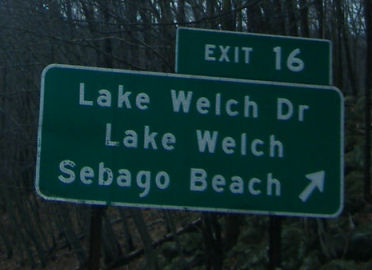 EXIT 16
Lake Welch Dr
Lake Welch
Sebago Beach